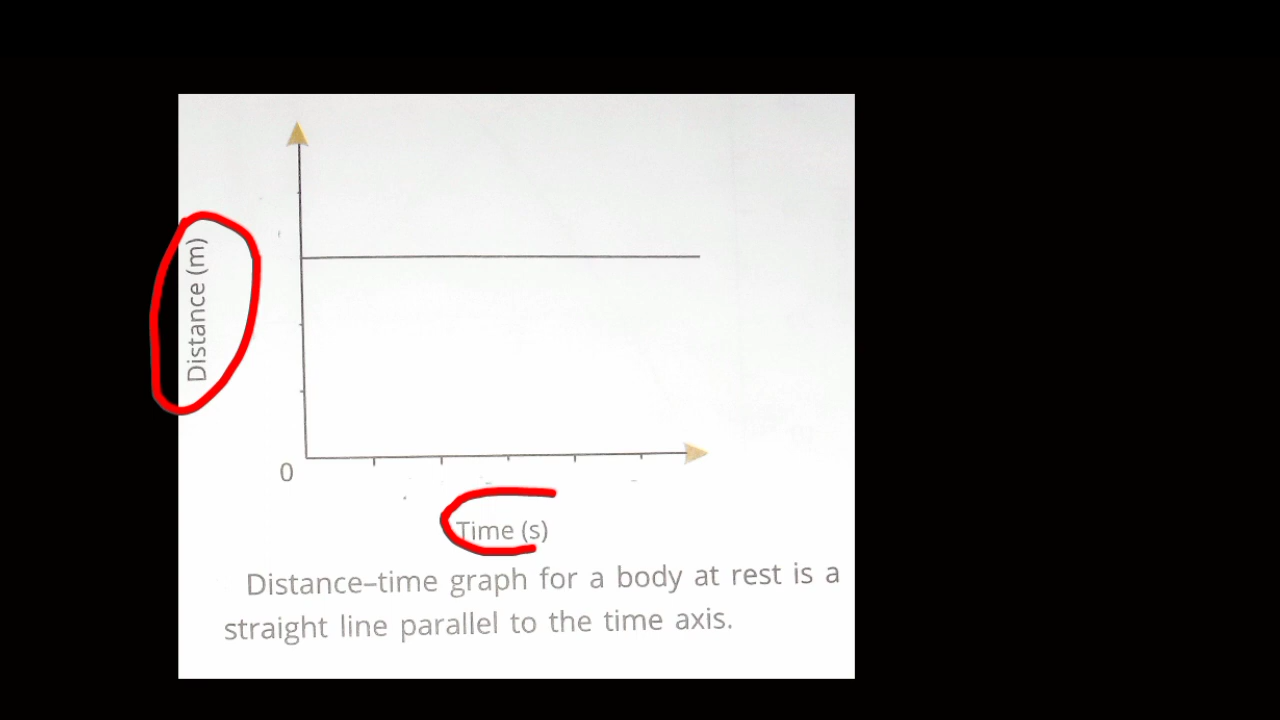 Distance (m)
0
Time (s)
Distance–time graph for a body at rest is a
straight line parallel to the time axis.